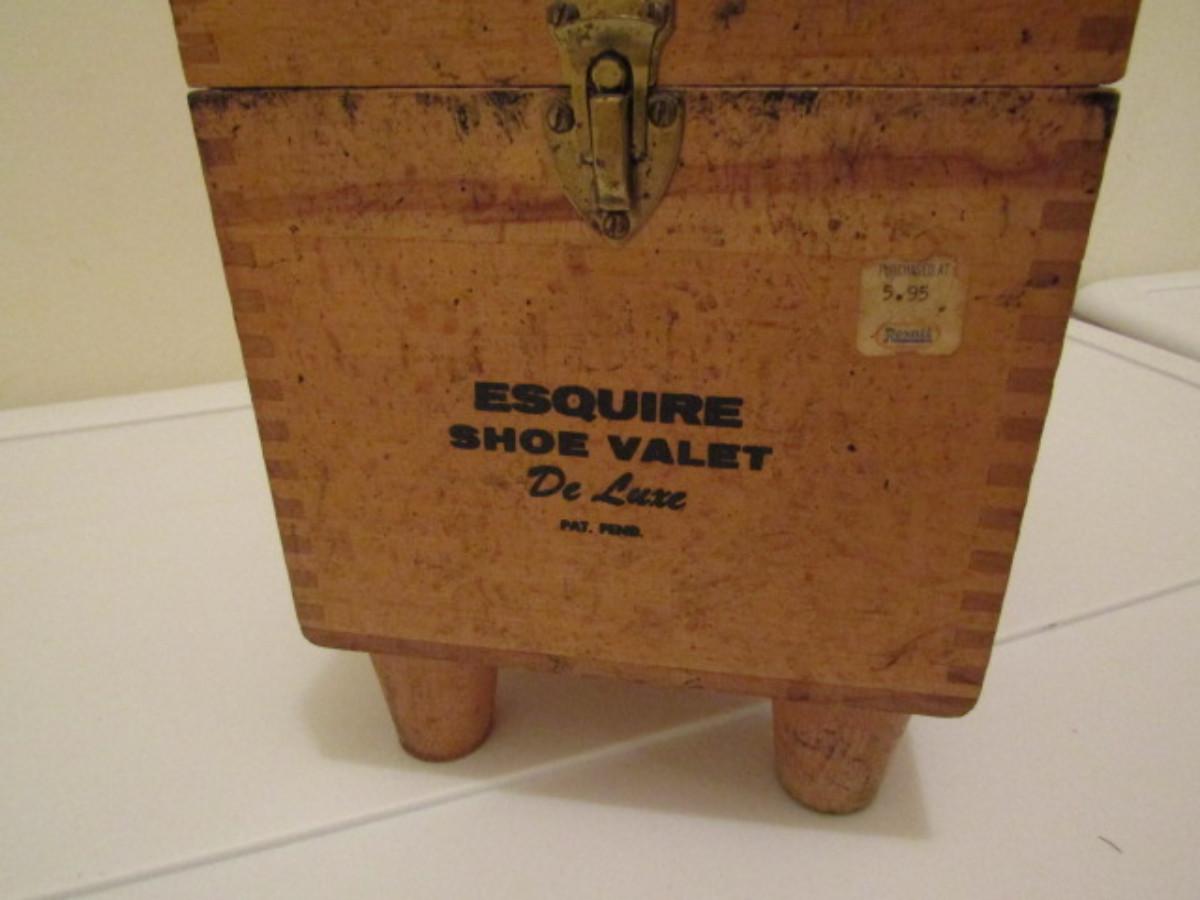 PURCHASED AT
5.95
Rexall
ESQUIRE
SHOE VALET
De Luxe
PAT. PEND.